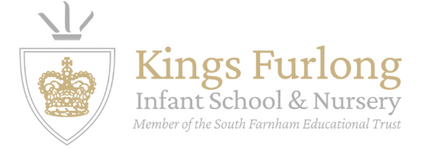 Kings Furlong
Infant School & Nursery
Member of the South Farnham Educational Trust